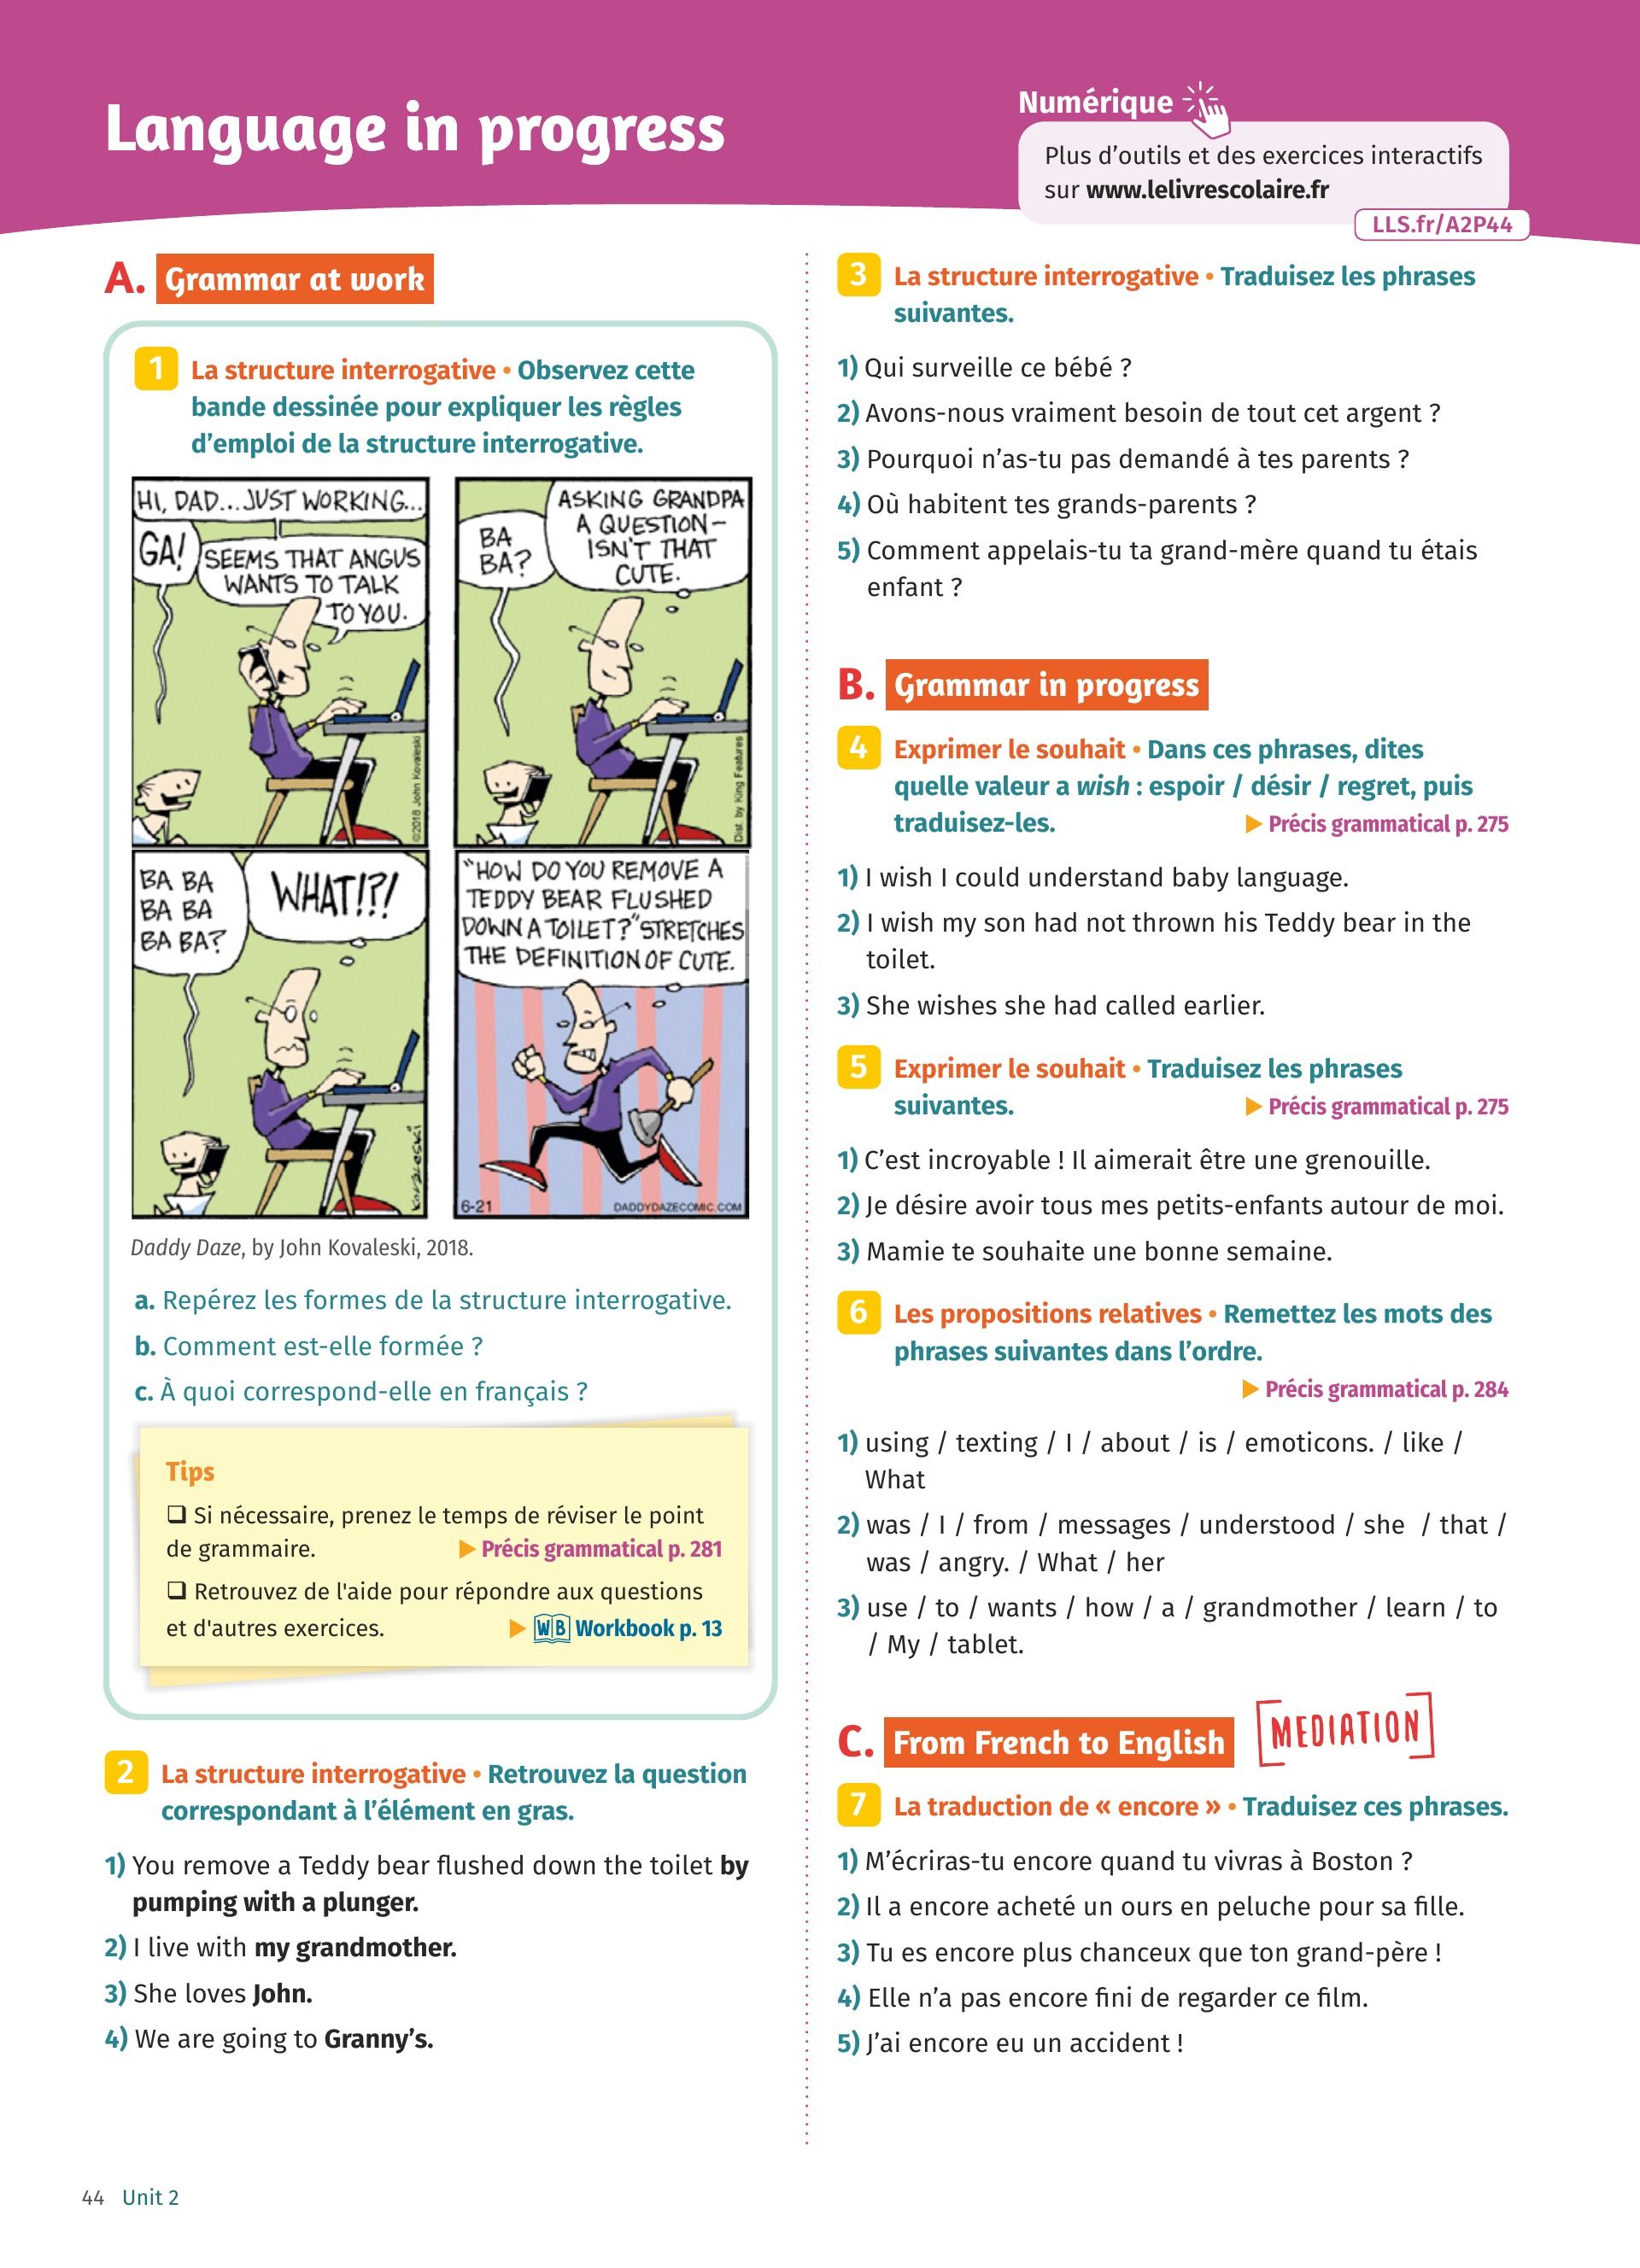 Language in progress
Numérique
Plus d'outils et des exercices interactifs
sur www.lelivrescolaire.fr
LLS.fr/A2P44
A. Grammar at work
1 La structure interrogative • Observez cette
bande dessinée pour expliquer les règles
d'emploi de la structure interrogative.
HI, DAD...JUST WORKING...
GA!
SEEMS THAT ANGUS
WANTS TO TALK
TO YOU.
©2018 John Kovaleski
BA
BA?
ASKING GRANDPA
A QUESTION–
ISN'T THAT
CUTE.
Dist. by King Features
BA BA
BA BA
BA BA?
WHAT!?!
KOVALESKI
"HOW DO YOU REMOVE A
TEDDY BEAR FLUSHED
DOWN A TOILET?" STRETCHES
THE DEFINITION OF CUTE.
6-21
DADDYDAZECOMIC.COM
Daddy Daze, by John Kovaleski, 2018.
a. Repérez les formes de la structure interrogative.
b. Comment est-elle formée ?
c. À quoi correspond-elle en français ?
Tips
❑ Si nécessaire, prenez le temps de réviser le point
de grammaire. ▶ Précis grammatical p. 281
❑ Retrouvez de l'aide pour répondre aux questions
et d'autres exercices. ▶ WB Workbook p. 13
2 La structure interrogative • Retrouvez la question
correspondant à l'élément en gras.
1) You remove a Teddy bear flushed down the toilet by
pumping with a plunger.
2) I live with my grandmother.
3) She loves John.
4) We are going to Granny's.
3 La structure interrogative • Traduisez les phrases
suivantes.
1) Qui surveille ce bébé ?
2) Avons-nous vraiment besoin de tout cet argent ?
3) Pourquoi n'as-tu pas demandé à tes parents ?
4) Où habitent tes grands-parents ?
5) Comment appelais-tu ta grand-mère quand tu étais
enfant ?
B. Grammar in progress
4 Exprimer le souhait • Dans ces phrases, dites
quelle valeur a wish : espoir / désir / regret, puis
traduisez-les. ▶ Précis grammatical p. 275
1) I wish I could understand baby language.
2) I wish my son had not thrown his Teddy bear in the
toilet.
3) She wishes she had called earlier.
5 Exprimer le souhait • Traduisez les phrases
suivantes. ▶ Précis grammatical p. 275
1) C'est incroyable ! Il aimerait être une grenouille.
2) Je désire avoir tous mes petits-enfants autour de moi.
3) Mamie te souhaite une bonne semaine.
6 Les propositions relatives • Remettez les mots des
phrases suivantes dans l'ordre.
▶ Précis grammatical p. 284
1) using / texting / I / about / is / emoticons. / like /
What
2) was / I / from / messages / understood / she / that /
was / angry. / What / her
3) use / to / wants / how / a / grandmother / learn / to
/ My / tablet.
C. From French to English
MEDIATION
7 La traduction de « encore » • Traduisez ces phrases.
1) M'écriras-tu encore quand tu vivras à Boston ?
2) Il a encore acheté un ours en peluche pour sa fille.
3) Tu es encore plus chanceux que ton grand-père !
4) Elle n'a pas encore fini de regarder ce film.
5) J'ai encore eu un accident !
44 Unit 2